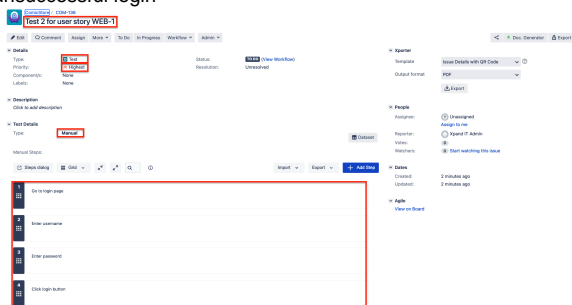 ComicStore / COM-136
Test 2 for user story WEB-1
Edit Comment Assign More To Do In Progress Workflow Admin Doc. Generator Export
Details
Type: Test Status: TO DO (View Workflow)
Priority: Highest Resolution: Unresolved
Component/s: None
Labels: None
Description
Click to add description
Test Details
Type: Manual
Dataset
Manual Steps:
Steps dialog Grid Import Export + Add Step
1 Go to login page
2 Enter username
3 Enter password
4 Click login button
Xporter
Template Issue Details with QR Code
Output format PDF
Export
People
Assignee: Unassigned
Assign to me
Reporter: Xpand IT Admin
Votes: 0
Watchers: 0 Start watching this issue
Dates
Created: 2 minutes ago
Updated: 2 minutes ago
Agile
View on Board